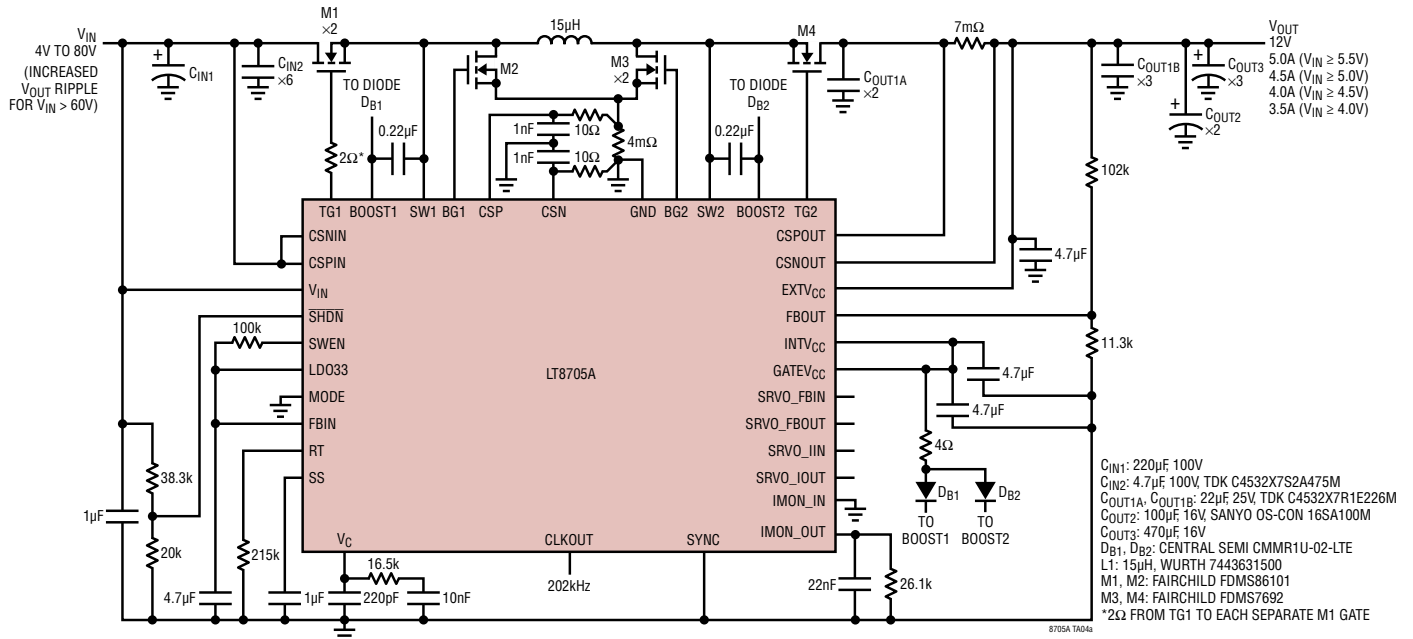 V_IN
4V TO 80V
(INCREASED
V_OUT RIPPLE
FOR V_IN > 60V)
+
C_IN1
C_IN2
×6
M1
×2
2Ω*
TO DIODE
D_B1
0.22µF
15µH
M2
M3
×2
1nF
10Ω
1nF
10Ω
4mΩ
TO DIODE
D_B2
0.22µF
M4
C_OUT1A
×2
7mΩ
C_OUT1B
×3
+
C_OUT3
×3
+
C_OUT2
×2
V_OUT
12V
5.0A (V_IN ≥ 5.5V)
4.5A (V_IN ≥ 5.0V)
4.0A (V_IN ≥ 4.5V)
3.5A (V_IN ≥ 4.0V)
TG1 BOOST1 SW1 BG1 CSP CSN GND BG2 SW2 BOOST2 TG2
CSNIN
CSPIN
V_IN
SHDN
SWEN
LDO33
MODE
FBIN
RT
SS
V_C
CLKOUT
SYNC
LT8705A
CSPOUT
CSNOUT
EXTV_CC
FBOUT
INTV_CC
GATEV_CC
SRVO_FBIN
SRVO_FBOUT
SRVO_IIN
SRVO_IOUT
IMON_IN
IMON_OUT
100k
38.3k
1µF
20k
4.7µF
215k
1µF
220pF
16.5k
10nF
202kHz
22nF
26.1k
4.7µF
102k
11.3k
4.7µF
4.7µF
4Ω
D_B1
D_B2
TO
BOOST1
TO
BOOST2
C_IN1: 220µF, 100V
C_IN2: 4.7µF, 100V, TDK C4532X7S2A475M
C_OUT1A, C_OUT1B: 22µF, 25V, TDK C4532X7R1E226M
C_OUT2: 100µF, 16V, SANYO OS-CON 16SA100M
C_OUT3: 470µF, 16V
D_B1, D_B2: CENTRAL SEMI CMMR1U-02-LTE
L1: 15µH, WURTH 7443631500
M1, M2: FAIRCHILD FDMS86101
M3, M4: FAIRCHILD FDMS7692
*2Ω FROM TG1 TO EACH SEPARATE M1 GATE
8705A TA04a